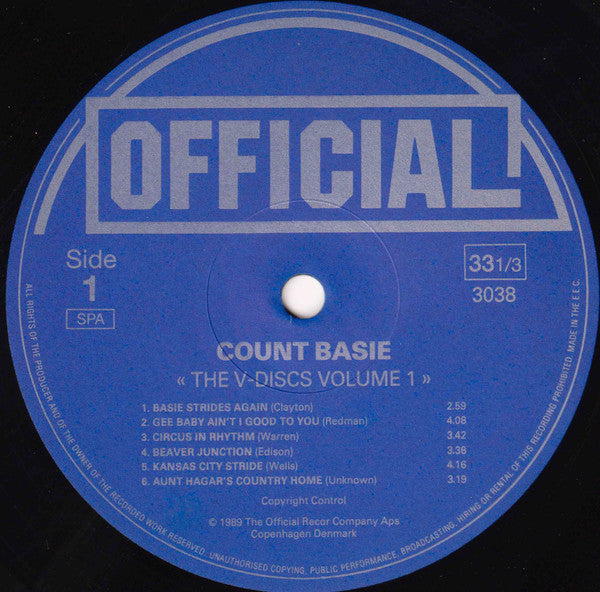 OFFICIAL
Side
1
SPA
33 1/3
3038
COUNT BASIE
« THE V-DISCS VOLUME 1 »
1. BASIE STRIDES AGAIN (Clayton) 2.59
2. GEE BABY AIN'T I GOOD TO YOU (Redman) 4.08
3. CIRCUS IN RHYTHM (Warren) 3.42
4. BEAVER JUNCTION (Edison) 3.36
5. KANSAS CITY STRIDE (Wells) 4.16
6. AUNT HAGAR'S COUNTRY HOME (Unknown) 3.19
Copyright Control
© 1989 The Official Recor Company Aps
Copenhagen Denmark
ALL RIGHTS OF THE PRODUCER AND OF THE OWNER OF THE RECORDED WORK RESERVED. UNAUTHORISED COPYING, PUBLIC PERFORMANCE, BROADCASTING, HIRING OR RENTAL OF THIS RECORDING PROHIBITED. MADE IN THE E.E.C.